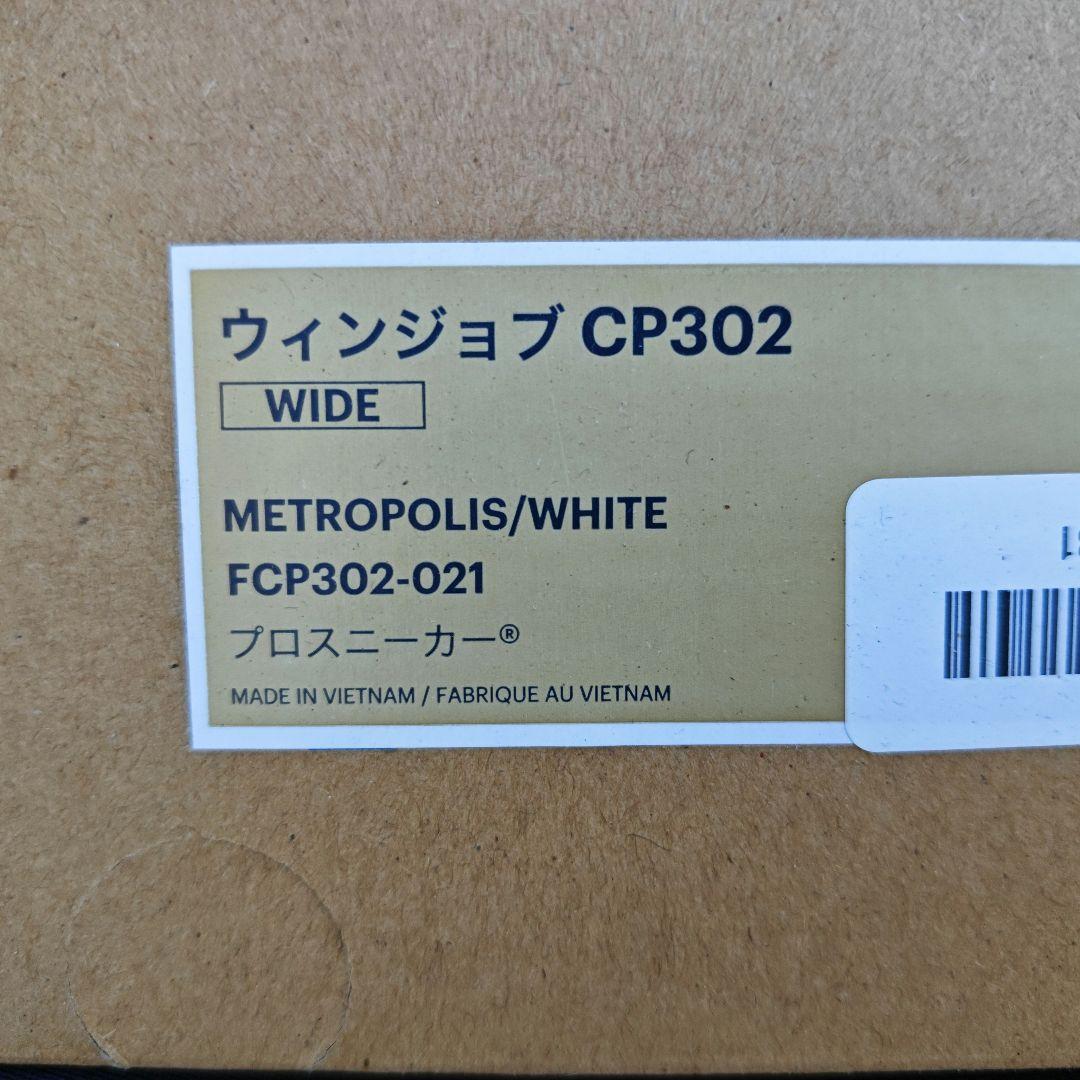 ウィンジョブ CP302
WIDE
METROPOLIS/WHITE
FCP302-021
プロスニーカー®
MADE IN VIETNAM / FABRIQUE AU VIETNAM